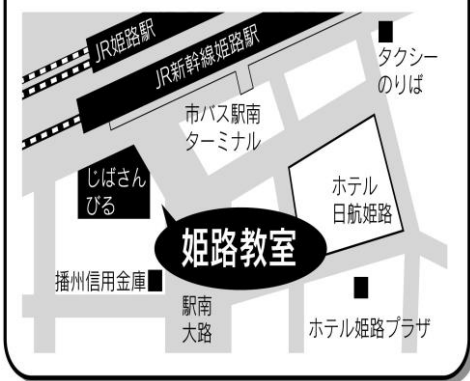 JR姫路駅
JR新幹線姫路駅
タクシー
のりば
市バス駅南
ターミナル
じばさん
びる
ホテル
日航姫路
姫路教室
播州信用金庫
駅南
大路
ホテル姫路プラザ